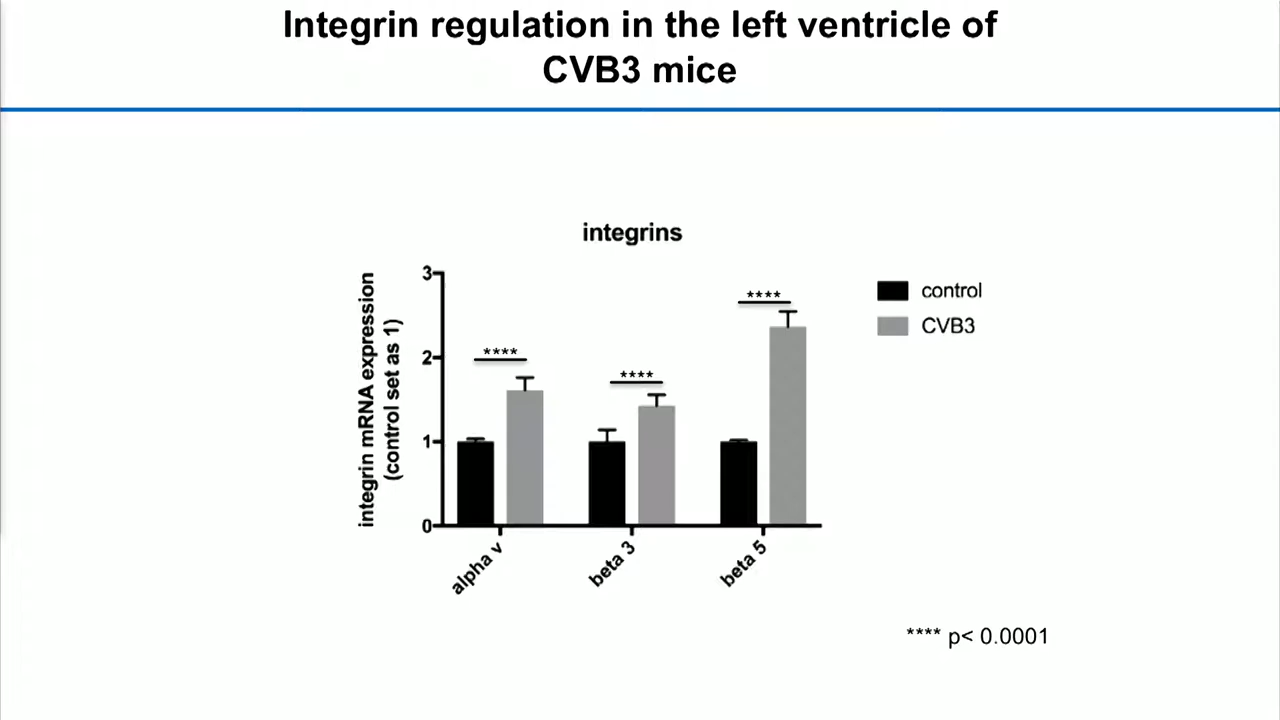 Integrin regulation in the left ventricle of
CVB3 mice
integrins
integrin mRNA expression
(control set as 1)
3
2
1
0
****
****
****
alpha v
beta 3
beta 5
control
CVB3
**** p< 0.0001